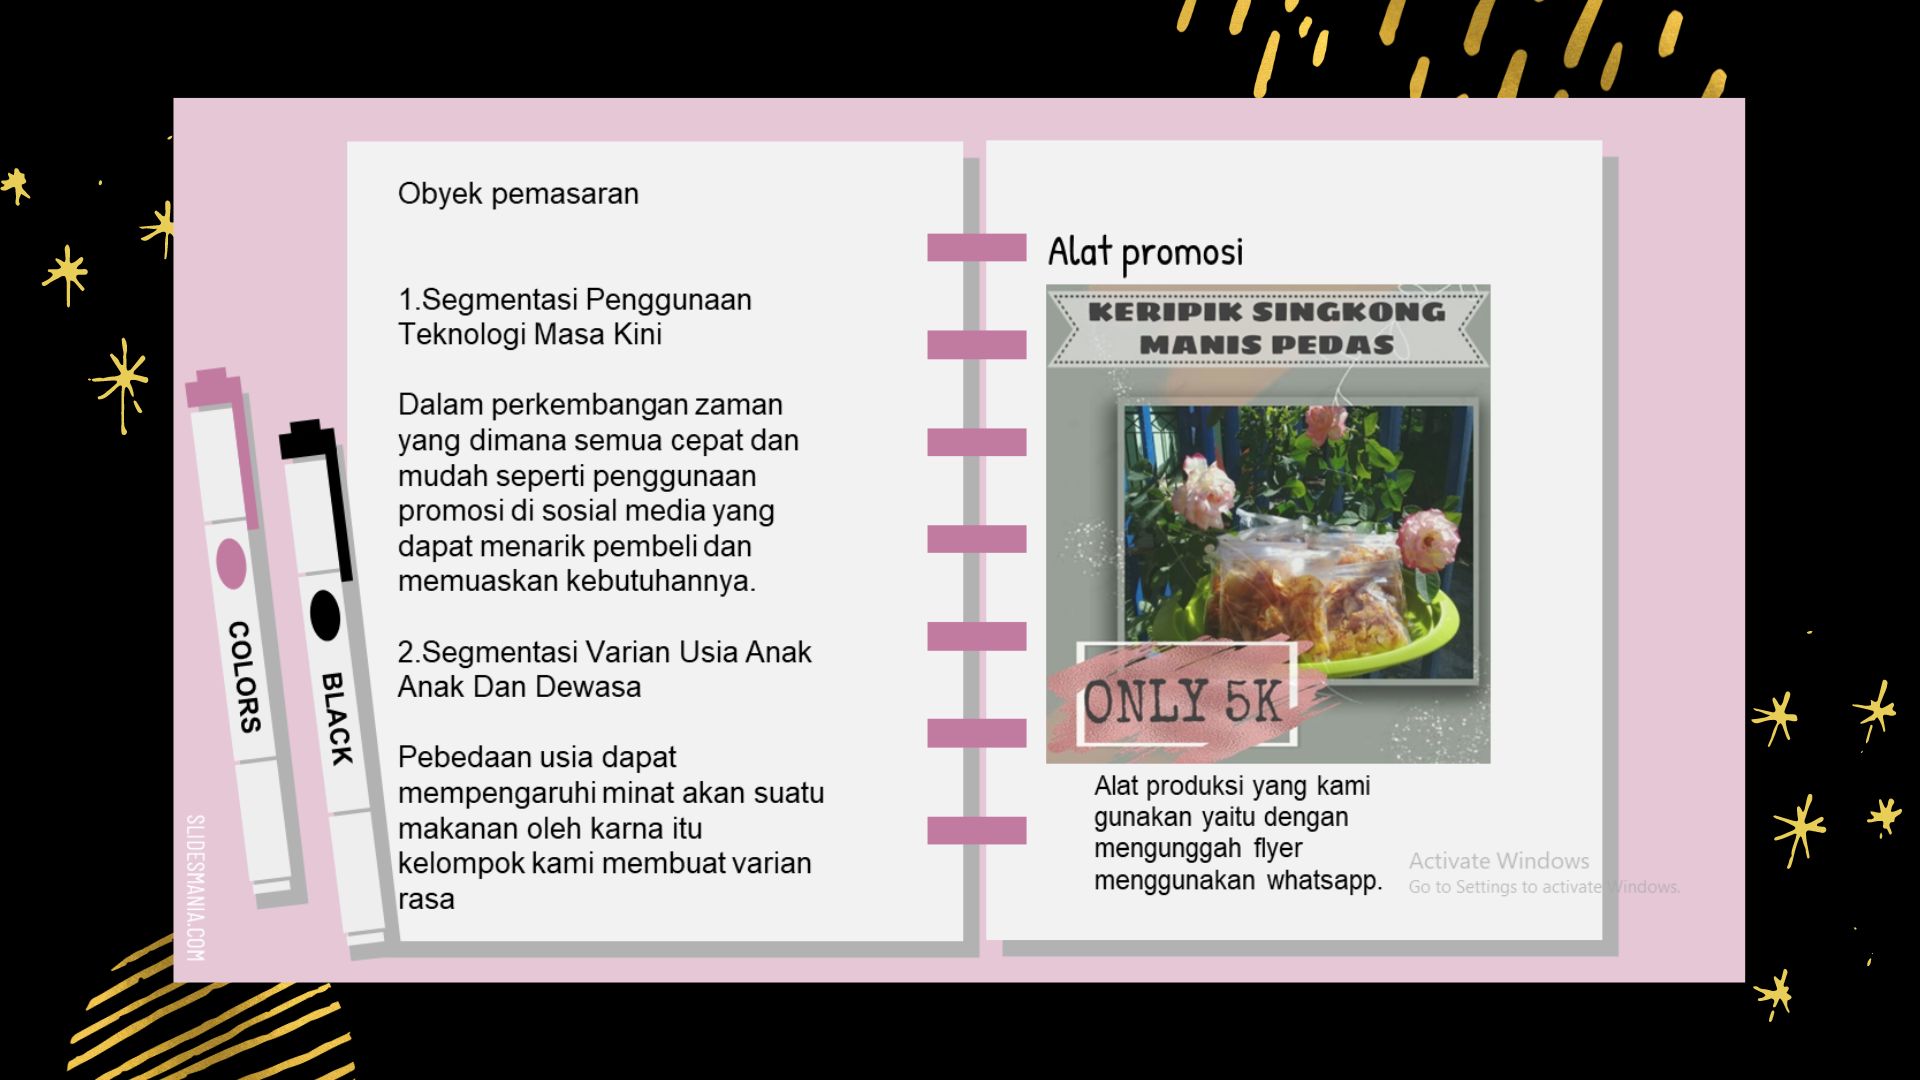 Obyek pemasaran
1.Segmentasi Penggunaan
Teknologi Masa Kini
Dalam perkembangan zaman
yang dimana semua cepat dan
mudah seperti penggunaan
promosi di sosial media yang
dapat menarik pembeli dan
memuaskan kebutuhannya.
2.Segmentasi Varian Usia Anak
Anak Dan Dewasa
Pebedaan usia dapat
mempengaruhi minat akan suatu
makanan oleh karna itu
kelompok kami membuat varian
rasa
COLORS
BLACK
SLIDESMANIA.COM
Alat promosi
KERIPIK SINGKONG
MANIS PEDAS
ONLY 5K
Alat produksi yang kami
gunakan yaitu dengan
mengunggah flyer
menggunakan whatsapp.
Activate Windows
Go to Settings to activate Windows.